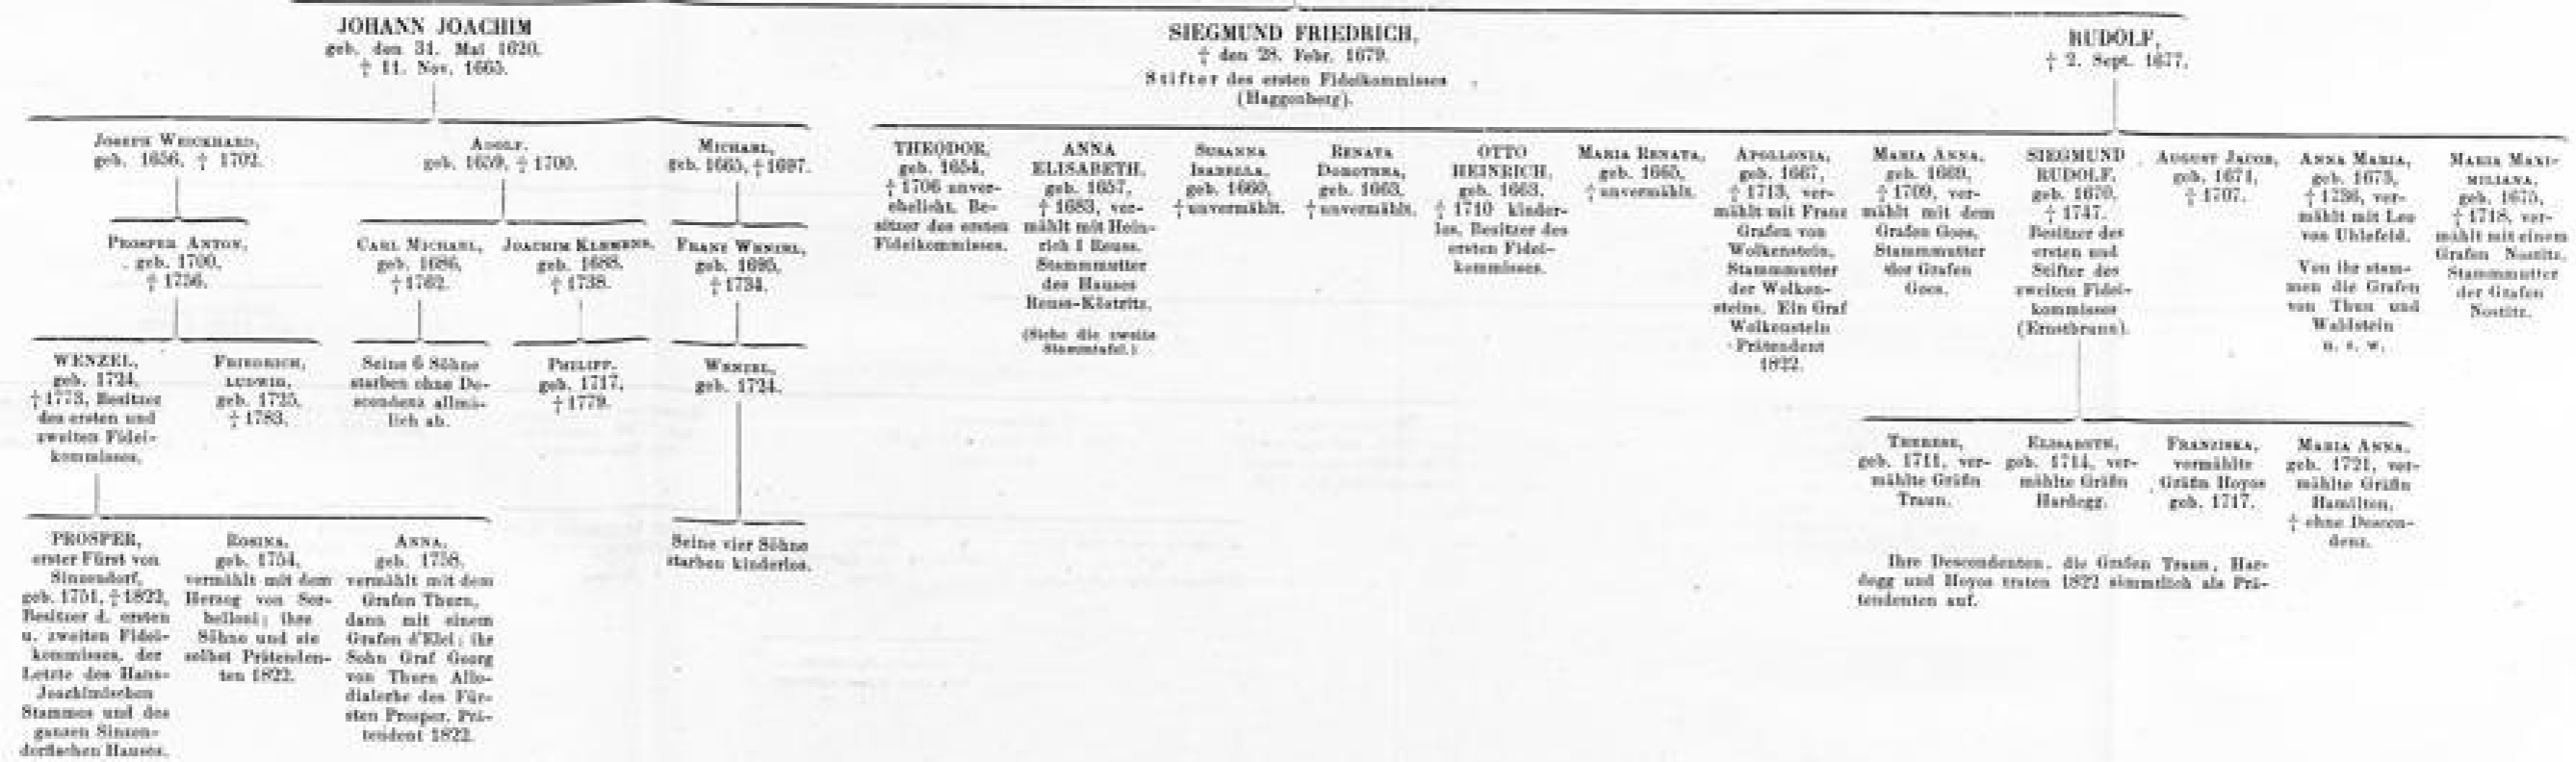 JOHANN JOACHIM
geb. den 31. Mai 1620.
† 11. Nov. 1665.
SIEGMUND FRIEDRICH,
† den 28. Febr. 1679.
Stifter des ersten Fideikommisses
(Haggenberg).
RUDOLF,
† 2. Sept. 1677.
JOSEPH WEICKHARD,
geb. 1656, † 1702.
ADOLF,
geb. 1659, † 1700.
MICHAEL,
geb. 1665, † 1697.
THEODOR,
geb. 1654,
† 1706 unver-
ehelicht. Be-
sitzer des ersten
Fideikommisses.
ANNA
ELISABETH,
geb. 1657,
† 1683, ver-
mählt mit Hein-
rich I Reuss.
Stammmutter
des Hauses
Reuss-Köstritz.
(Siehe die zweite
Stammtafel.)
SUSANNA
ISABELLA,
geb. 1660,
† unvermählt.
RENATA
DOROTHEA,
geb. 1663,
† unvermählt.
OTTO
HEINRICH,
geb. 1663,
† 1710 kinder-
los, Besitzer des
ersten Fidei-
kommisses.
MARIA RENATA,
geb. 1665,
† unvermählt.
APOLLONIA,
geb. 1667,
† 1713, ver-
mählt mit Franz
Grafen von
Wolkenstein,
Stammmutter
der Wolken-
steine. Ein Graf
Wolkenstein
Prätendent
1822.
MARIA ANNA,
geb. 1669,
† 1709, ver-
mählt mit dem
Grafen Goes,
Stammmutter
der Grafen
Goes.
SIEGMUND
RUDOLF,
geb. 1670,
† 1747.
Besitzer des
ersten und
Stifter des
zweiten Fidei-
kommisses
(Ernstbrunn).
AUGUST JACOB,
geb. 1671,
† 1707.
ANNA MARIA,
geb. 1673,
† 1736, ver-
mählt mit Leo
von Uhlefeld.
Von ihr stam-
men die Grafen
von Thun und
Waldstein
u. s. w.
MARIA MAXI-
MILIANA,
geb. 1675,
† 1718, ver-
mählt mit einem
Grafen Nostitz,
Stammmutter
der Grafen
Nostitz.
PROSPER ANTON,
geb. 1700,
† 1756.
CARL MICHAEL,
geb. 1686,
† 1762.
JOACHIM KLEMENS,
geb. 1688,
† 1738.
FRANZ WENZEL,
geb. 1695,
† 1734.
WENZEL,
geb. 1724,
† 1773, Besitzer
des ersten und
zweiten Fidei-
kommisses.
FRIEDRICH,
LUDWIG,
geb. 1725,
† 1783.
Seine 6 Söhne
starben ohne De-
scendenz allmä-
lich ab.
PHILIPP,
geb. 1717,
† 1779.
WENZEL,
geb. 1724.
THERESE,
geb. 1711, ver-
mählte Gräfin
Traun.
ELISABETH,
geb. 1714, ver-
mählte Gräfin
Hardegg.
FRANZISKA,
vermählte
Gräfin Hoyos
geb. 1717.
MARIA ANNA,
geb. 1721, ver-
mählte Gräfin
Hamilton,
† ohne Descen-
denz.
Ihre Descendenten, die Grafen Traun, Har-
degg und Hoyos traten 1822 sämmtlich als Prä-
tendenten auf.
PROSPER,
erster Fürst von
Sinzendorf,
geb. 1751, † 1822,
Besitzer d. ersten
u. zweiten Fidei-
kommisses, der
Letzte des Hans-
Joachimischen
Stammes und des
ganzen Sinzen-
dorfischen Hauses.
ROSINA,
geb. 1754,
vermählt mit dem
Herzog von Ser-
belloni; ihre
Söhne und sie
selbst Prätenden-
ten 1822.
ANNA,
geb. 1758,
vermählt mit dem
Grafen Thurn,
dann mit einem
Grafen d'Elci; ihr
Sohn Graf Georg
von Thurn Allo-
dialerbe des Für-
sten Prosper, Prä-
tendent 1822.
Seine vier Söhne
starben kinderlos.